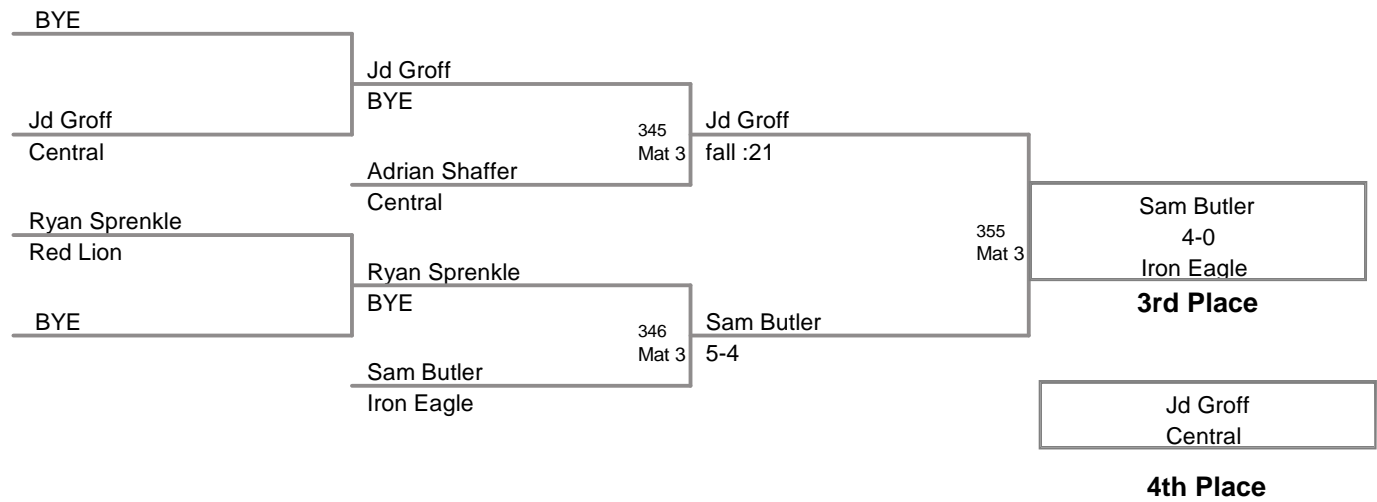 BYE
Jd Groff
Central
Ryan Sprenkle
Red Lion
BYE
Jd Groff
BYE
Adrian Shaffer
Central
Ryan Sprenkle
BYE
Sam Butler
Iron Eagle
345
Mat 3
346
Mat 3
Jd Groff
fall :21
Sam Butler
5-4
355
Mat 3
Sam Butler
4-0
Iron Eagle
3rd Place
Jd Groff
Central
4th Place